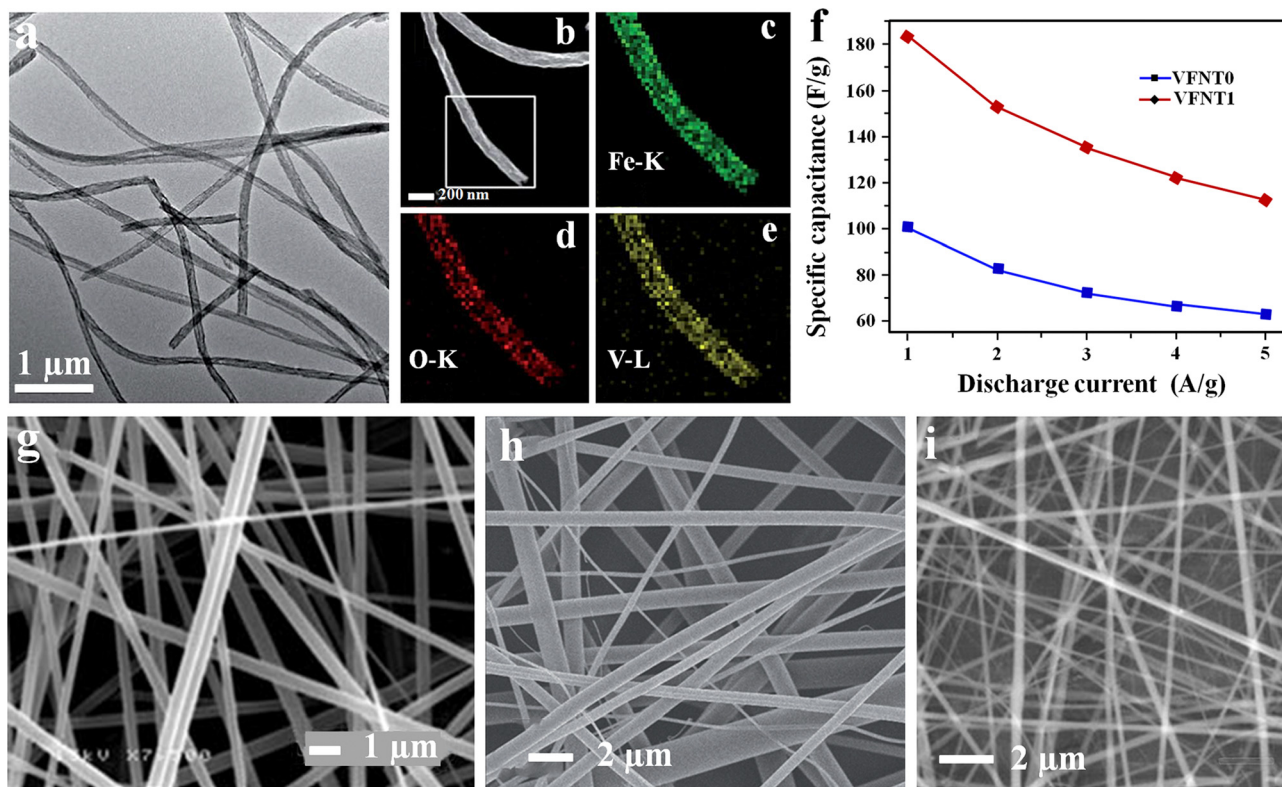 a
1 µm
b
200 nm
c
Fe-K
d
O-K
e
V-L
f
Specific capacitance (F/g)
180
160
140
120
100
80
60
VFNT0
VFNT1
1 2 3 4 5
Discharge current (A/g)
g
1 µm
h
2 µm
i
2 µm